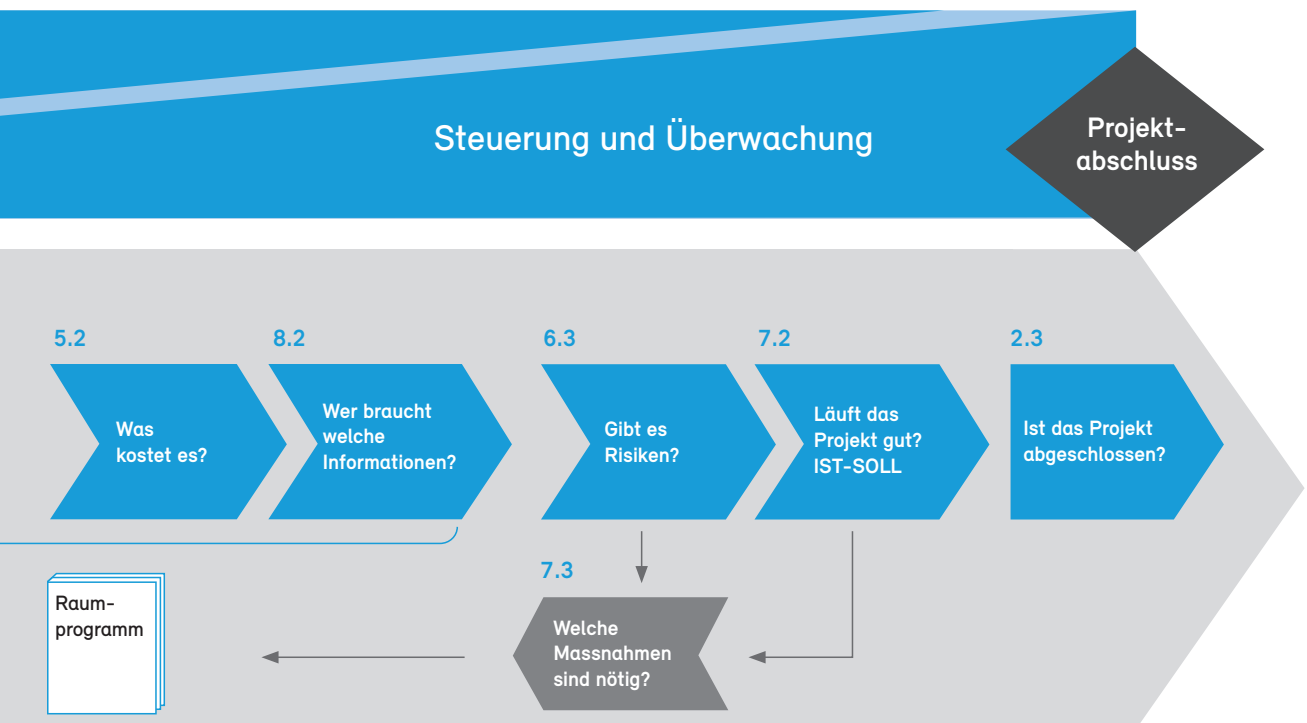 Steuerung und Überwachung
Projekt-
abschluss
5.2
Was
kostet es?
8.2
Wer braucht
welche
Informationen?
6.3
Gibt es
Risiken?
7.2
Läuft das
Projekt gut?
IST-SOLL
2.3
Ist das Projekt
abgeschlossen?
Raum-
programm
7.3
Welche
Massnahmen
sind nötig?